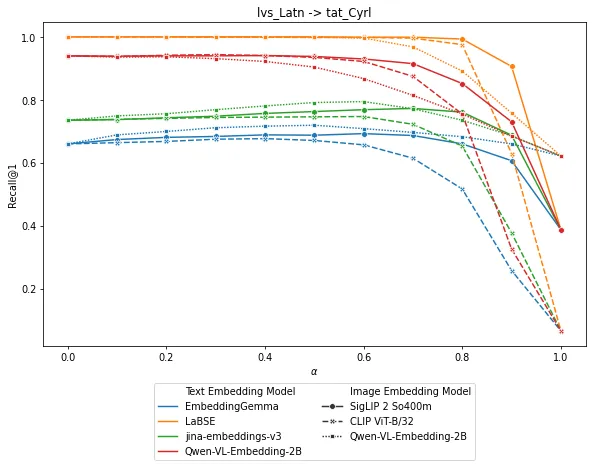 lvs_Latn -> tat_Cyrl
Recall@1
1.0
0.8
0.6
0.4
0.2
0.0 0.2 0.4 0.6 0.8 1.0
α
Text Embedding Model
EmbeddingGemma
LaBSE
jina-embeddings-v3
Qwen-VL-Embedding-2B
Image Embedding Model
SigLIP 2 So400m
CLIP ViT-B/32
Qwen-VL-Embedding-2B